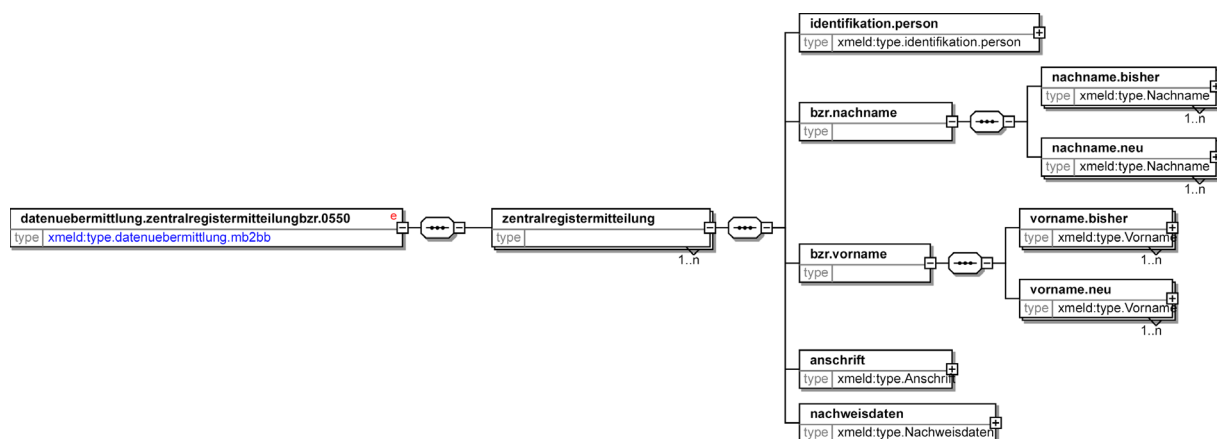 identifikation.person
type xmeld:type.identifikation.person
nachname.bisher
type xmeld:type.Nachname
1..n
bzr.nachname
type
nachname.neu
type xmeld:type.Nachname
1..n
datenuebermittlung.zentralregistermitteilungbzr.0550 e
type xmeld:type.datenuebermittlung.mb2bb
zentralregistermitteilung
type
1..n
vorname.bisher
type xmeld:type.Vorname
1..n
bzr.vorname
type
vorname.neu
type xmeld:type.Vorname
1..n
anschrift
type xmeld:type.Anschrift
nachweisdaten
type xmeld:type.Nachweisdaten